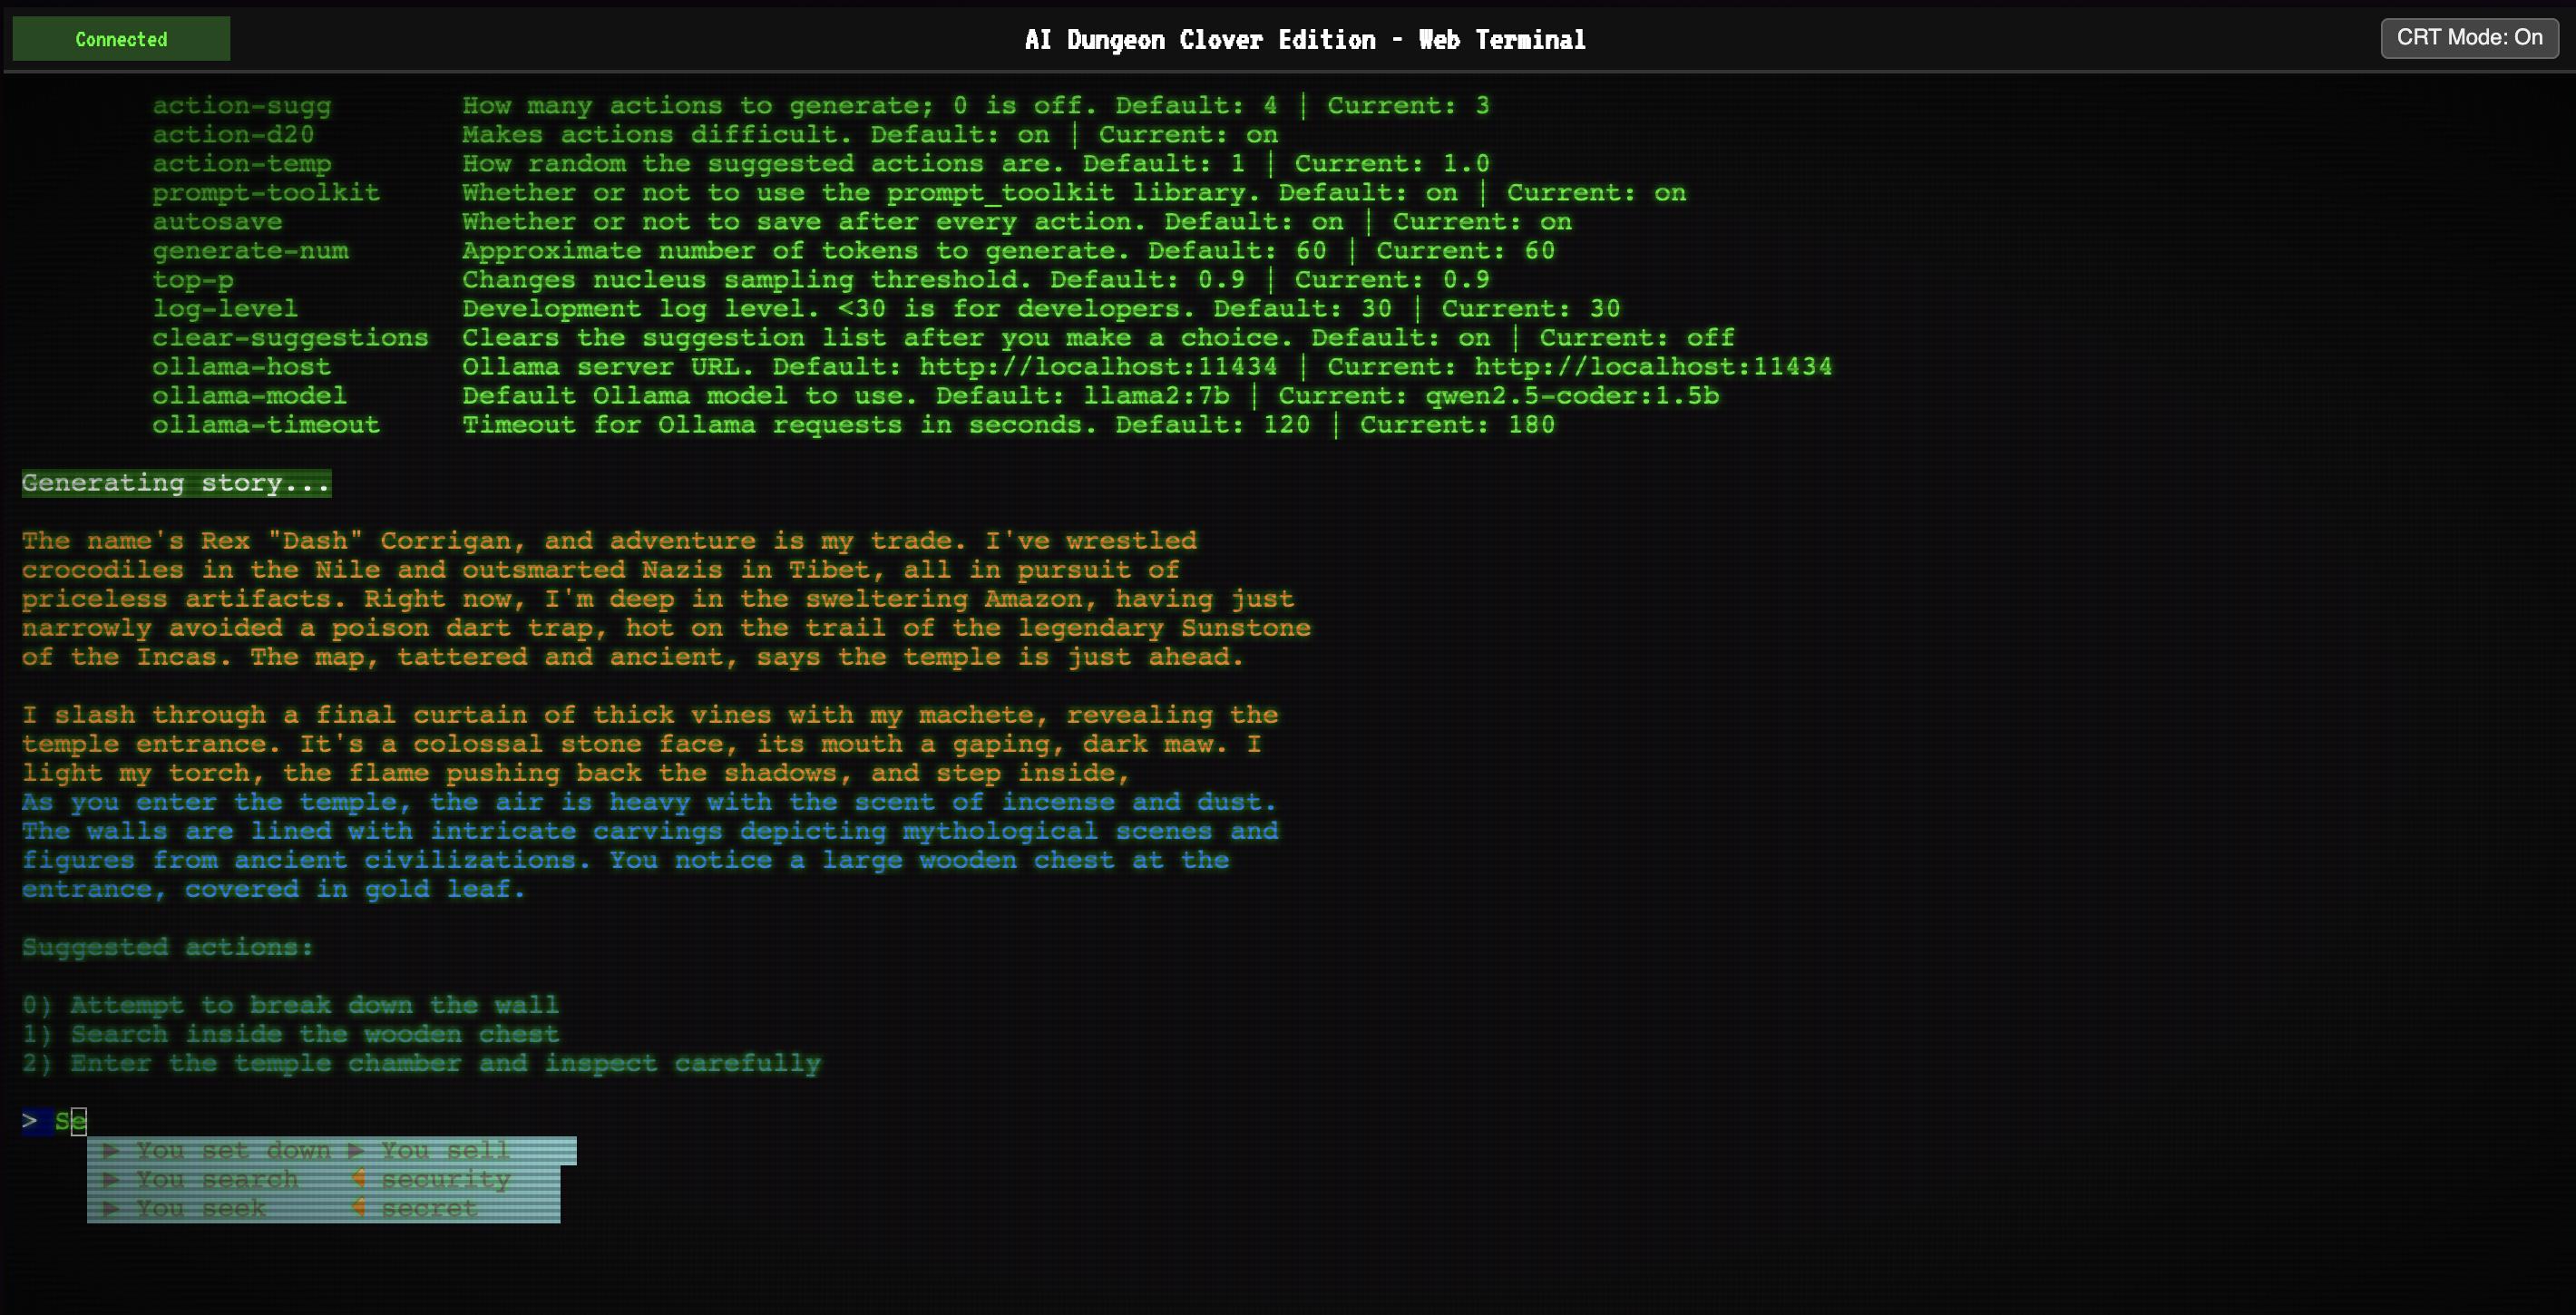 Connected
AI Dungeon Clover Edition - Web Terminal
CRT Mode: On
action-sugg How many actions to generate; 0 is off. Default: 4 | Current: 3
action-d20 Makes actions difficult. Default: on | Current: on
action-temp How random the suggested actions are. Default: 1 | Current: 1.0
prompt-toolkit Whether or not to use the prompt_toolkit library. Default: on | Current: on
autosave Whether or not to save after every action. Default: on | Current: on
generate-num Approximate number of tokens to generate. Default: 60 | Current: 60
top-p Changes nucleus sampling threshold. Default: 0.9 | Current: 0.9
log-level Development log level. <30 is for developers. Default: 30 | Current: 30
clear-suggestions Clears the suggestion list after you make a choice. Default: on | Current: off
ollama-host Ollama server URL. Default: http://localhost:11434 | Current: http://localhost:11434
ollama-model Default Ollama model to use. Default: llama2:7b | Current: qwen2.5-coder:1.5b
ollama-timeout Timeout for Ollama requests in seconds. Default: 120 | Current: 180
Generating story...
The name's Rex "Dash" Corrigan, and adventure is my trade. I've wrestled
crocodiles in the Nile and outsmarted Nazis in Tibet, all in pursuit of
priceless artifacts. Right now, I'm deep in the sweltering Amazon, having just
narrowly avoided a poison dart trap, hot on the trail of the legendary Sunstone
of the Incas. The map, tattered and ancient, says the temple is just ahead.
I slash through a final curtain of thick vines with my machete, revealing the
temple entrance. It's a colossal stone face, its mouth a gaping, dark maw. I
light my torch, the flame pushing back the shadows, and step inside,
As you enter the temple, the air is heavy with the scent of incense and dust.
The walls are lined with intricate carvings depicting mythological scenes and
figures from ancient civilizations. You notice a large wooden chest at the
entrance, covered in gold leaf.
Suggested actions:
0) Attempt to break down the wall
1) Search inside the wooden chest
2) Enter the temple chamber and inspect carefully
> Se
▶ You set down ▶ You sell
▶ You search ◀ security
▶ You seek ◀ secret